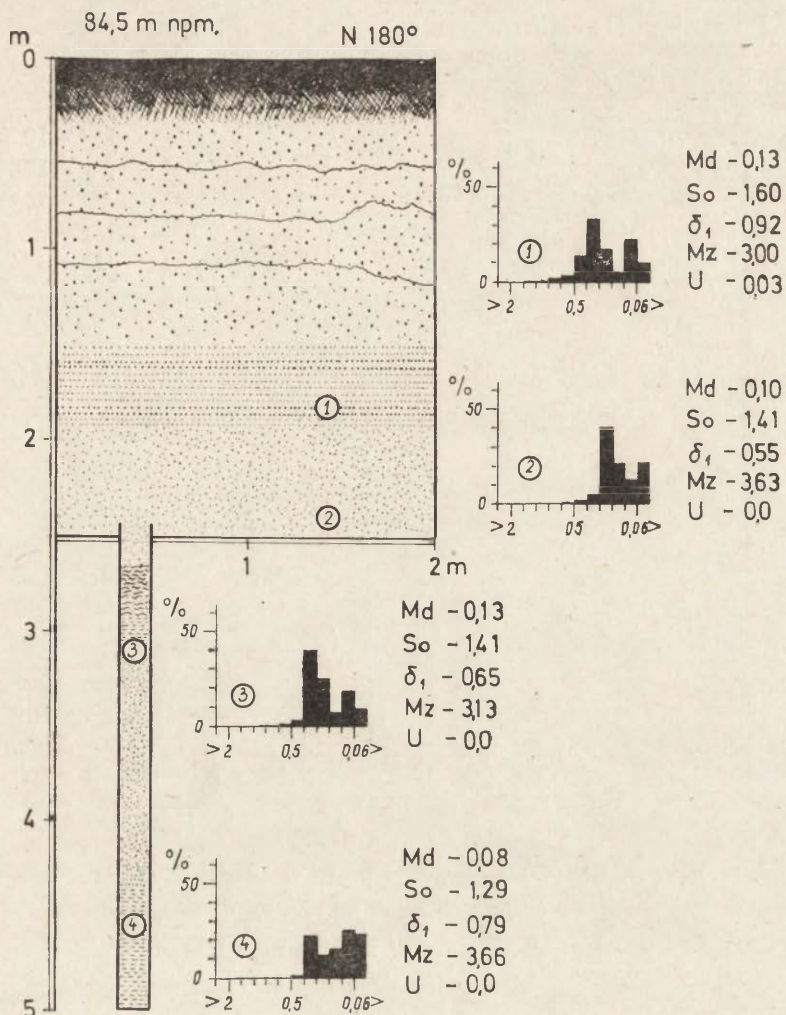 84,5 m npm.
N 180°
m
0
1
2
3
4
5
1
2 m
①
②
③
④
%
50
0
①
> 2
0,5
0,06 >
Md - 0,13
So - 1,60
δ₁ - 0,92
Mz - 3,00
U - 0,03
%
50
0
②
> 2
05
0,06 >
Md - 0,10
So - 1,41
δ₁ - 0,55
Mz - 3,63
U - 0,0
%
50
0
③
> 2
0,5
0,06 >
Md - 0,13
So - 1,41
δ₁ - 0,65
Mz - 3,13
U - 0,0
%
50
0
④
> 2
0,5
0,06 >
Md - 0,08
So - 1,29
δ₁ - 0,79
Mz - 3,66
U - 0,0